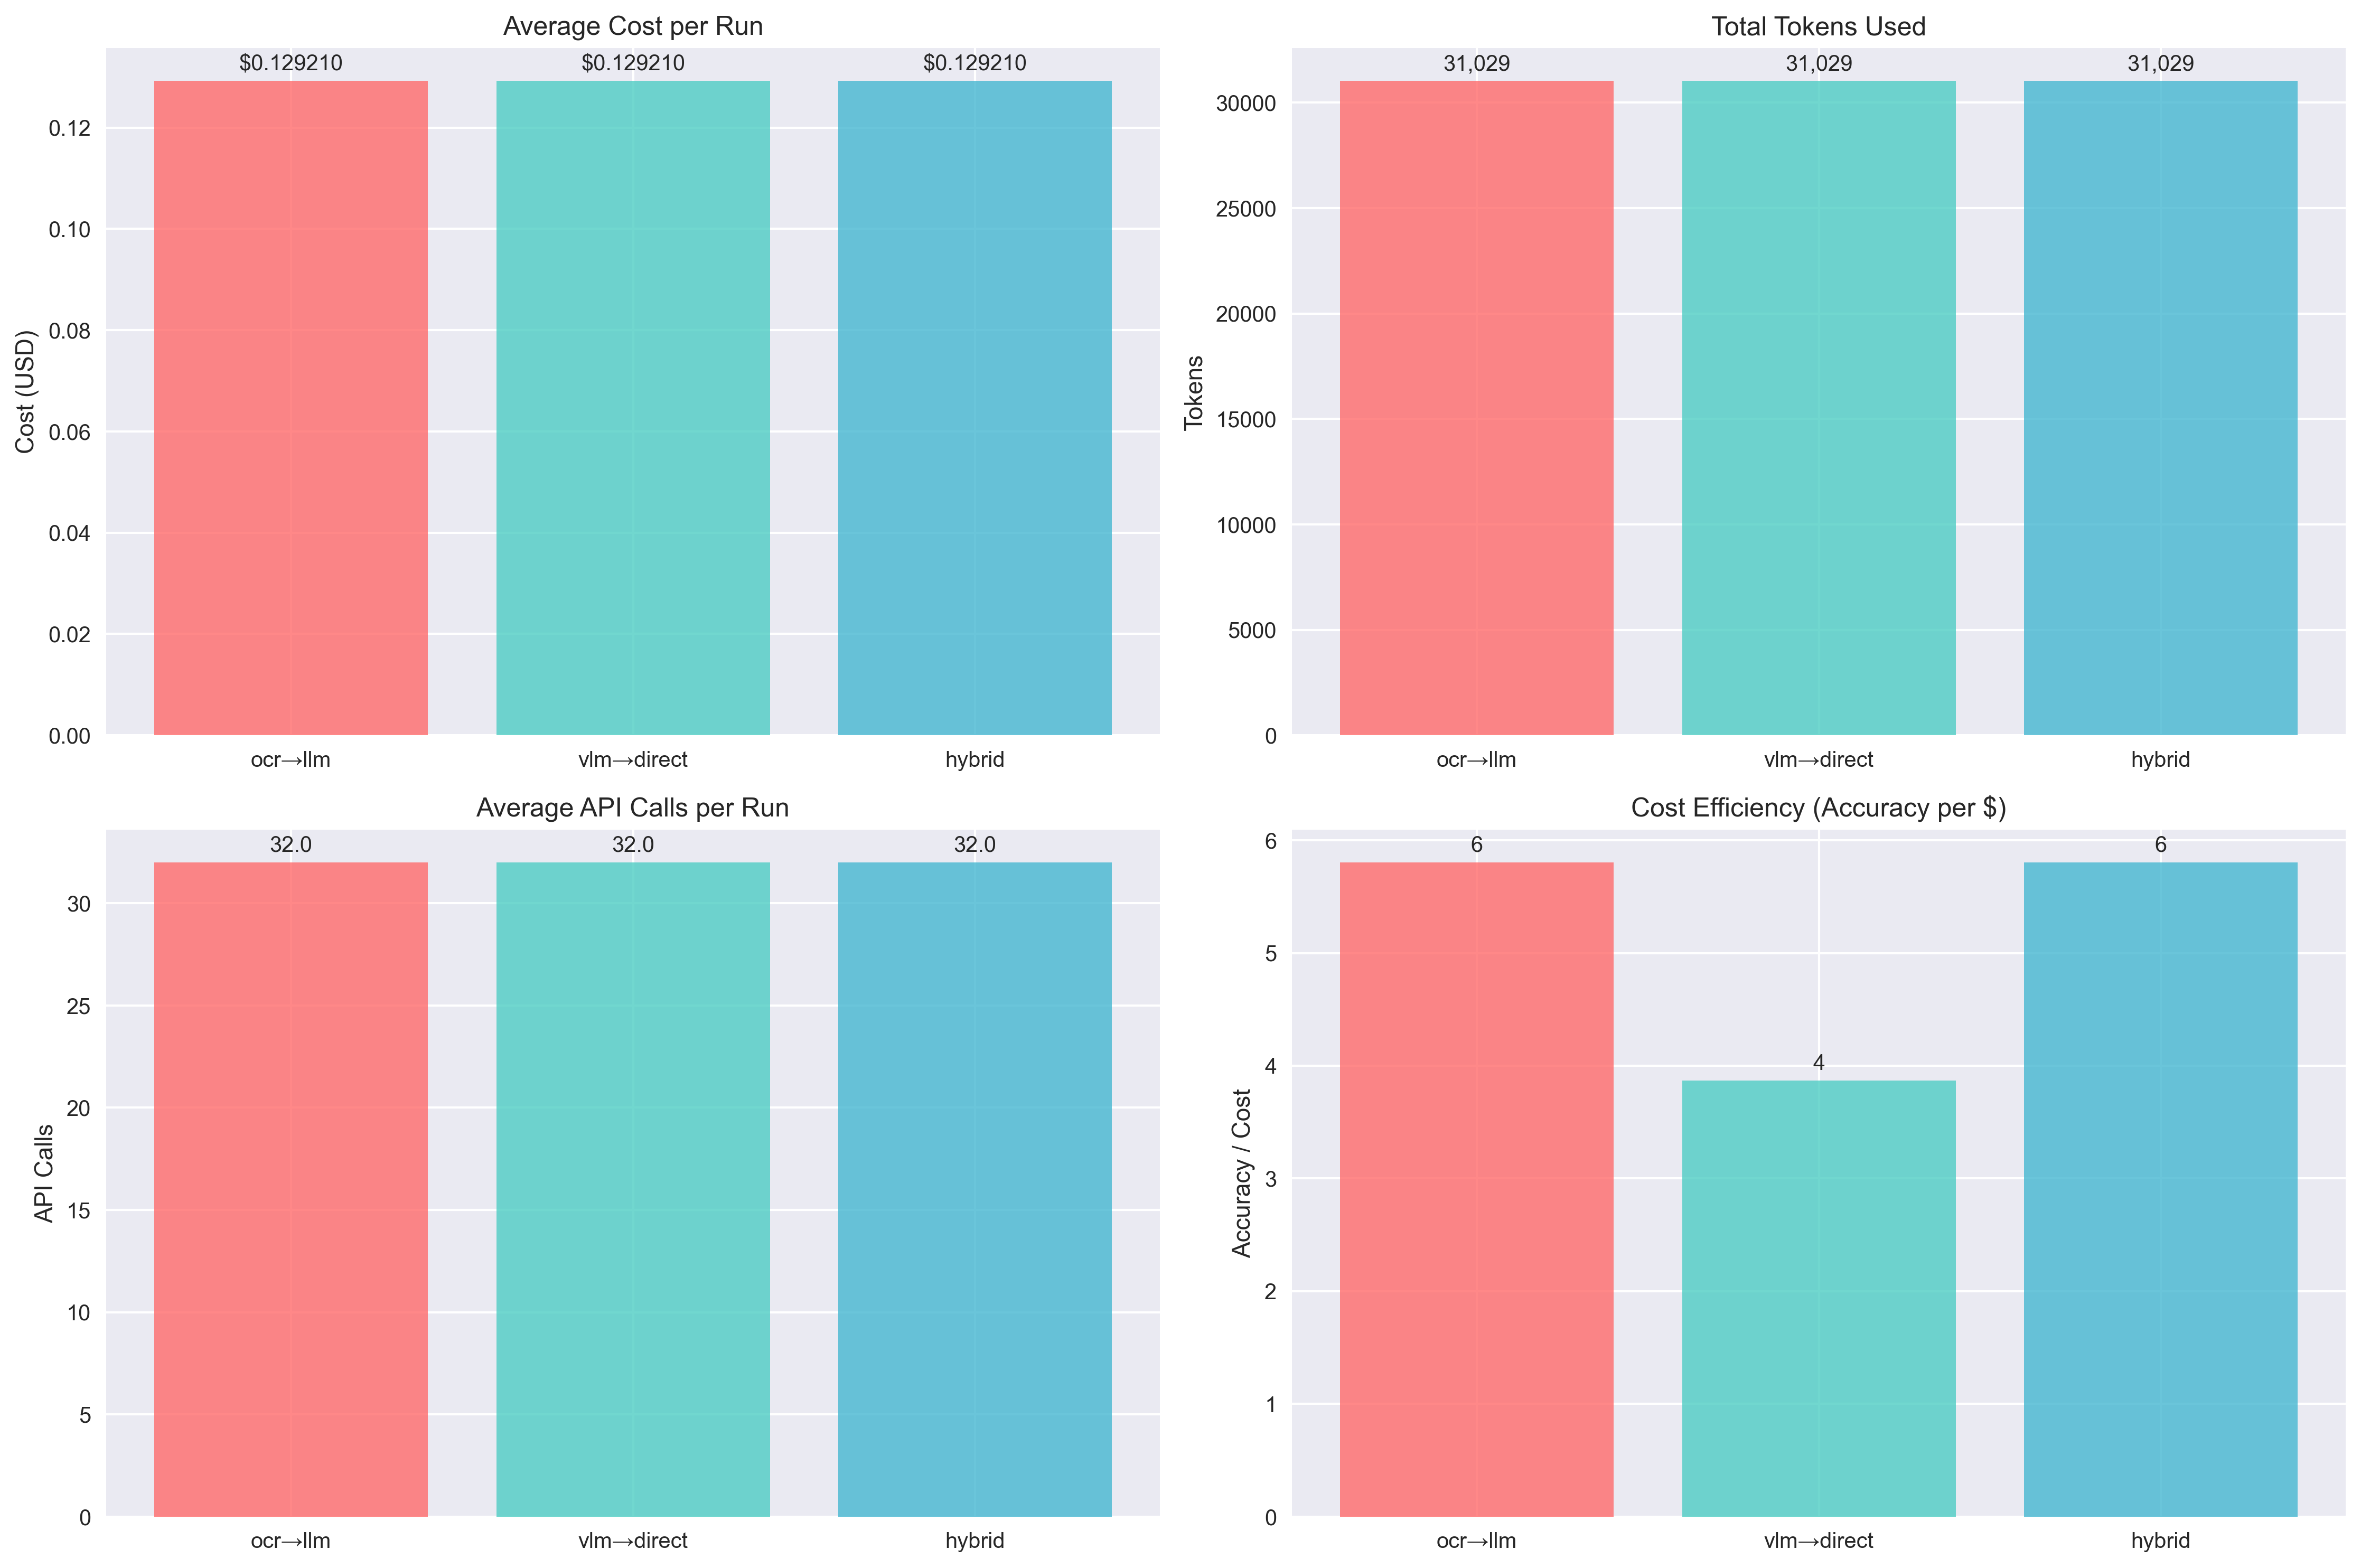 Average Cost per Run
$0.129210 $0.129210 $0.129210
0.12
0.10
0.08
0.06
0.04
0.02
0.00
Cost (USD)
ocr→llm vlm→direct hybrid
Total Tokens Used
31,029 31,029 31,029
30000
25000
20000
15000
10000
5000
0
Tokens
ocr→llm vlm→direct hybrid
Average API Calls per Run
32.0 32.0 32.0
30
25
20
15
10
5
0
API Calls
ocr→llm vlm→direct hybrid
Cost Efficiency (Accuracy per $)
6 4 6
6
5
4
3
2
1
0
Accuracy / Cost
ocr→llm vlm→direct hybrid